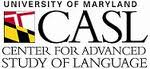 UNIVERSITY OF MARYLAND
CASL
CENTER FOR ADVANCED
STUDY OF LANGUAGE